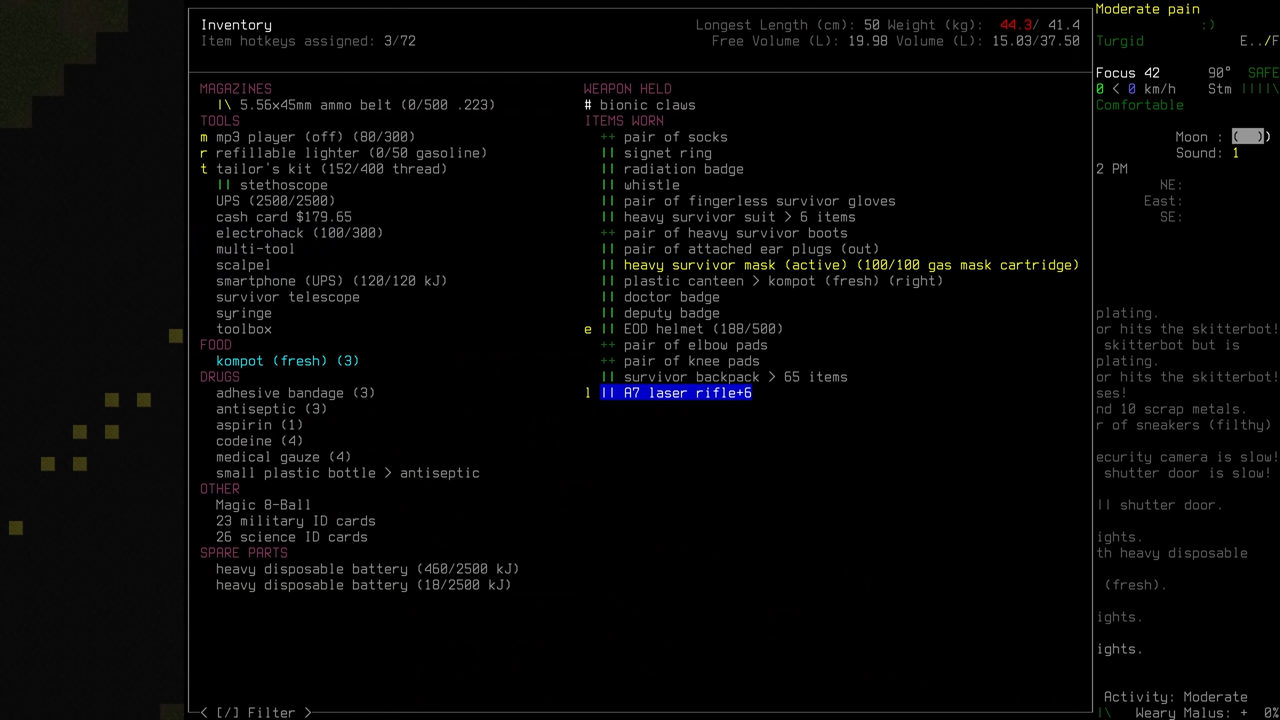 Inventory
Item hotkeys assigned: 3/72
Longest Length (cm): 50 Weight (kg): 44.3/ 41.4
Free Volume (L): 19.98 Volume (L): 15.03/37.50
MAGAZINES
|\ 5.56x45mm ammo belt (0/500 .223)
TOOLS
m mp3 player (off) (80/300)
r refillable lighter (0/50 gasoline)
t tailor's kit (152/400 thread)
|| stethoscope
UPS (2500/2500)
cash card $179.65
electrohack (100/300)
multi-tool
scalpel
smartphone (UPS) (120/120 kJ)
survivor telescope
syringe
toolbox
FOOD
kompot (fresh) (3)
DRUGS
adhesive bandage (3)
antiseptic (3)
aspirin (1)
codeine (4)
medical gauze (4)
small plastic bottle > antiseptic
OTHER
Magic 8-Ball
23 military ID cards
26 science ID cards
SPARE PARTS
heavy disposable battery (460/2500 kJ)
heavy disposable battery (18/2500 kJ)
WEAPON HELD
# bionic claws
ITEMS WORN
++ pair of socks
|| signet ring
|| radiation badge
|| whistle
|| pair of fingerless survivor gloves
|| heavy survivor suit > 6 items
++ pair of heavy survivor boots
|| pair of attached ear plugs (out)
|| heavy survivor mask (active) (100/100 gas mask cartridge)
|| plastic canteen > kompot (fresh) (right)
|| doctor badge
|| deputy badge
e || EOD helmet (188/500)
++ pair of elbow pads
++ pair of knee pads
|| survivor backpack > 65 items
l || A7 laser rifle+6
< [/] Filter >
Moderate pain
:)
Turgid E../F
Focus 42 90° SAFE
0 < 0 km/h Stm ||||\
Comfortable
Moon : (  )
Sound: 1
2 PM
NE:
East:
SE:
plating.
or hits the skitterbot!
skitterbot but is
plating.
or hits the skitterbot!
ses!
nd 10 scrap metals.
r of sneakers (filthy)
ecurity camera is slow!
shutter door is slow!
|| shutter door.
ights.
th heavy disposable
(fresh).
ights.
ights.
Activity: Moderate
|\ Weary Malus: + 0%